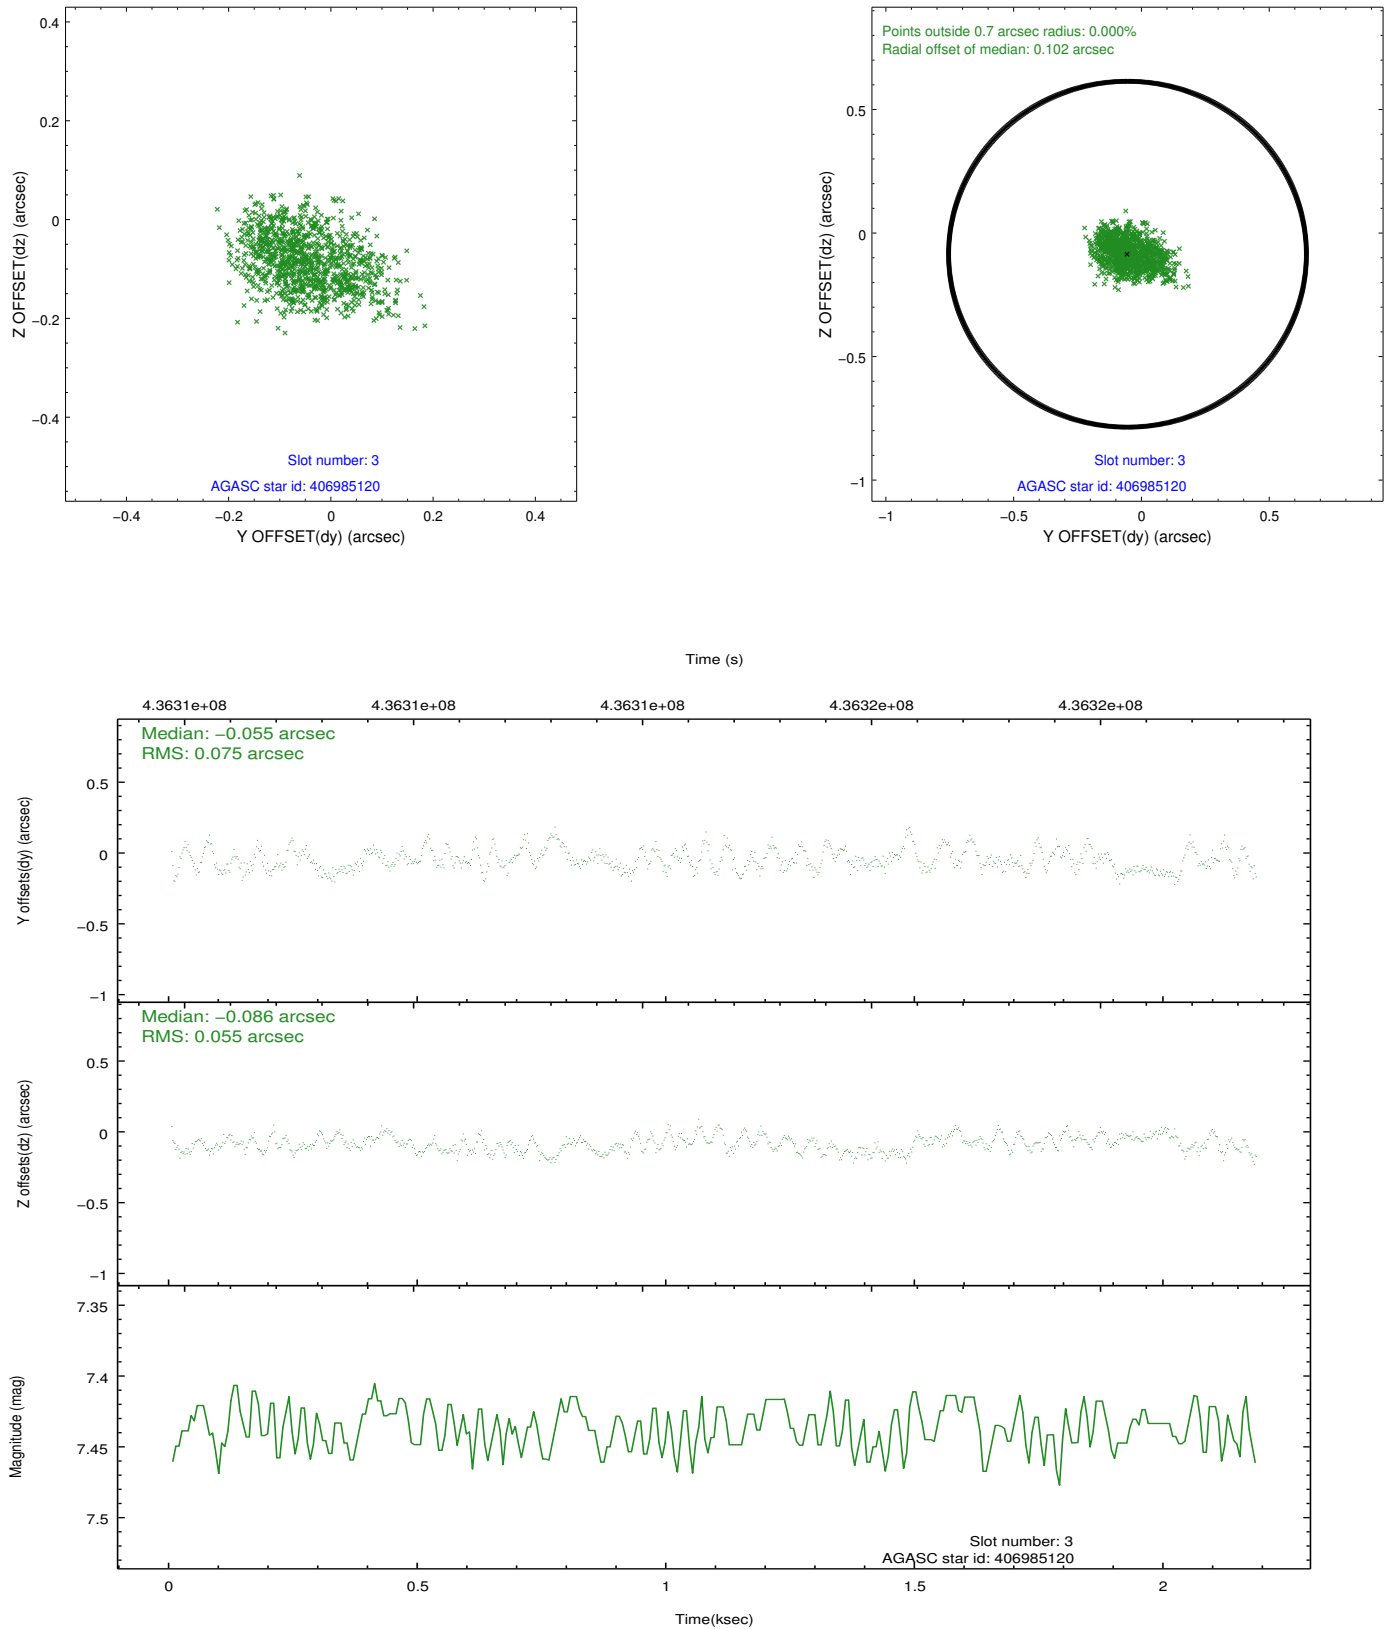 0.4
0.2
0
−0.2
−0.4
Z OFFSET(dz) (arcsec)
Slot number: 3
AGASC star id: 406985120
−0.4 −0.2 0 0.2 0.4
Y OFFSET(dy) (arcsec)
Points outside 0.7 arcsec radius: 0.000%
Radial offset of median: 0.102 arcsec
0.5
0
−0.5
−1
Z OFFSET(dz) (arcsec)
Slot number: 3
AGASC star id: 406985120
−1 −0.5 0 0.5
Y OFFSET(dy) (arcsec)
Time (s)
4.3631e+08 4.3631e+08 4.3631e+08 4.3632e+08 4.3632e+08
Median: −0.055 arcsec
RMS: 0.075 arcsec
0.5
0
−0.5
−1
Y offsets(dy) (arcsec)
Median: −0.086 arcsec
RMS: 0.055 arcsec
0.5
0
−0.5
−1
Z offsets(dz) (arcsec)
7.35
7.4
7.45
7.5
Magnitude (mag)
Slot number: 3
AGASC star id: 406985120
0 0.5 1 1.5 2
Time(ksec)